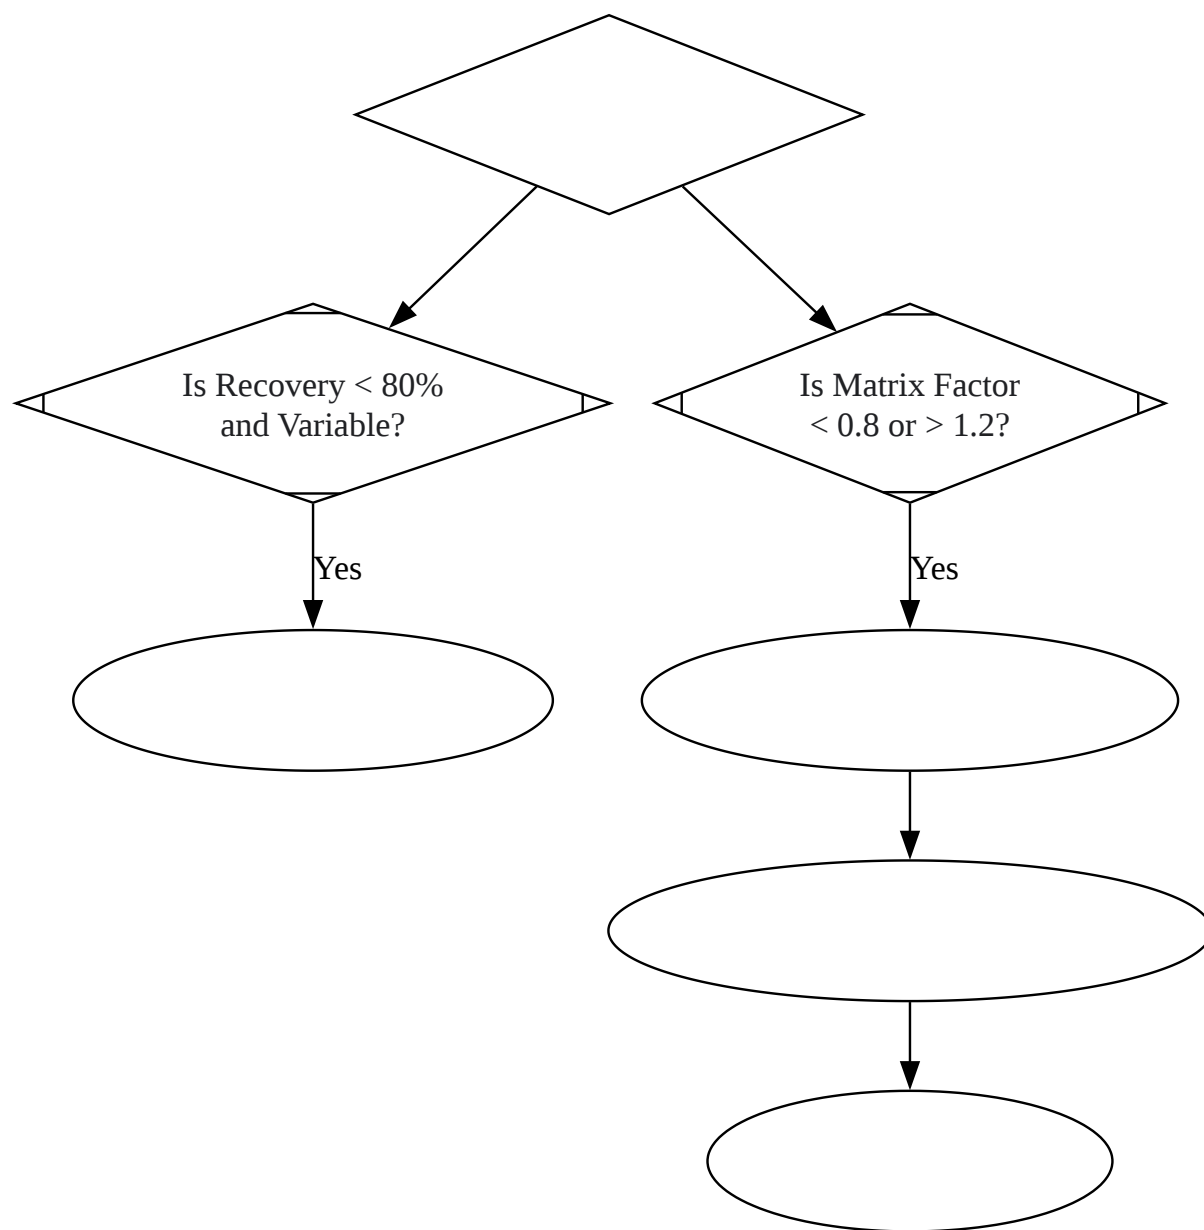 Is Recovery < 80%
and Variable?
Is Matrix Factor
< 0.8 or > 1.2?
Yes
Yes